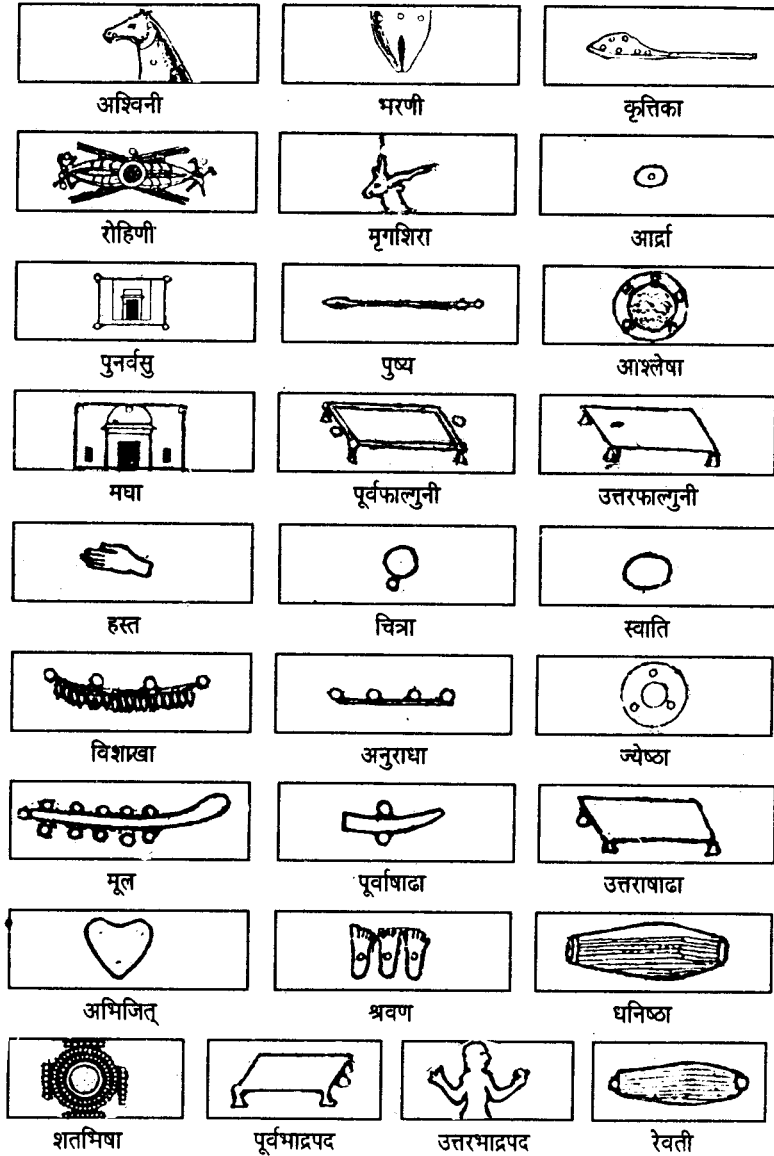 अश्विनी भरणी कृत्तिका
रोहिणी मृगशिरा आर्द्रा
पुनर्वसु पुष्य आश्लेषा
मघा पूर्वफाल्गुनी उत्तरफाल्गुनी
हस्त चित्रा स्वाति
विशाखा अनुराधा ज्येष्ठा
मूल पूर्वाषाढा उत्तराषाढा
अभिजित् श्रवण धनिष्ठा
शतभिषा पूर्वभाद्रपद उत्तरभाद्रपद रेवती